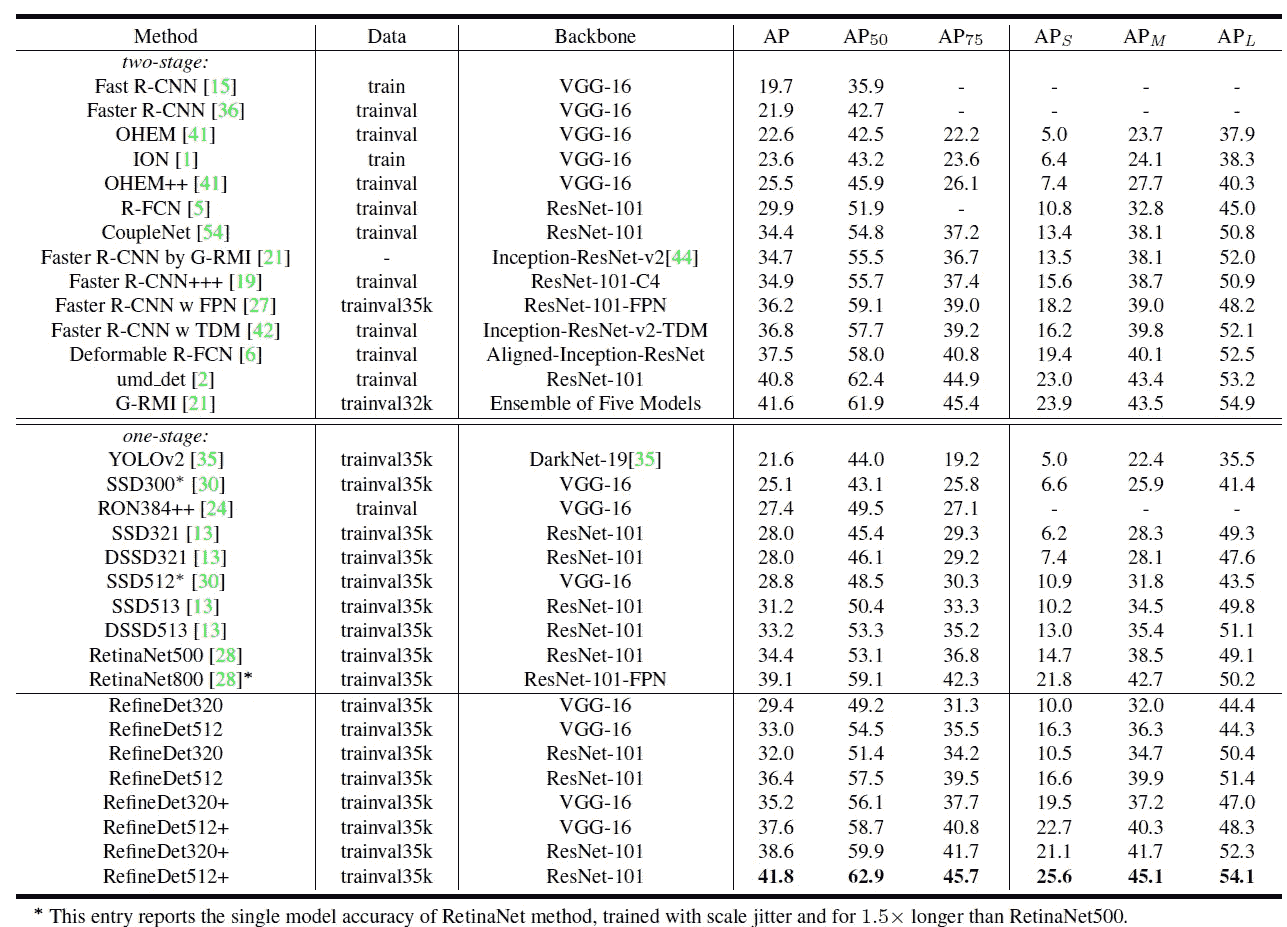 Method Data Backbone AP AP50 AP75 APS APM APL
two-stage:
Fast R-CNN [15] train VGG-16 19.7 35.9 - - - -
Faster R-CNN [36] trainval VGG-16 21.9 42.7 - - - -
OHEM [41] trainval VGG-16 22.6 42.5 22.2 5.0 23.7 37.9
ION [1] train VGG-16 23.6 43.2 23.6 6.4 24.1 38.3
OHEM++ [41] trainval VGG-16 25.5 45.9 26.1 7.4 27.7 40.3
R-FCN [5] trainval ResNet-101 29.9 51.9 - 10.8 32.8 45.0
CoupleNet [54] trainval ResNet-101 34.4 54.8 37.2 13.4 38.1 50.8
Faster R-CNN by G-RMI [21] - Inception-ResNet-v2[44] 34.7 55.5 36.7 13.5 38.1 52.0
Faster R-CNN+++ [19] trainval ResNet-101-C4 34.9 55.7 37.4 15.6 38.7 50.9
Faster R-CNN w FPN [27] trainval35k ResNet-101-FPN 36.2 59.1 39.0 18.2 39.0 48.2
Faster R-CNN w TDM [42] trainval Inception-ResNet-v2-TDM 36.8 57.7 39.2 16.2 39.8 52.1
Deformable R-FCN [6] trainval Aligned-Inception-ResNet 37.5 58.0 40.8 19.4 40.1 52.5
umd_det [2] trainval ResNet-101 40.8 62.4 44.9 23.0 43.4 53.2
G-RMI [21] trainval32k Ensemble of Five Models 41.6 61.9 45.4 23.9 43.5 54.9
one-stage:
YOLOv2 [35] trainval35k DarkNet-19[35] 21.6 44.0 19.2 5.0 22.4 35.5
SSD300* [30] trainval35k VGG-16 25.1 43.1 25.8 6.6 25.9 41.4
RON384++ [24] trainval VGG-16 27.4 49.5 27.1 - - -
SSD321 [13] trainval35k ResNet-101 28.0 45.4 29.3 6.2 28.3 49.3
DSSD321 [13] trainval35k ResNet-101 28.0 46.1 29.2 7.4 28.1 47.6
SSD512* [30] trainval35k VGG-16 28.8 48.5 30.3 10.9 31.8 43.5
SSD513 [13] trainval35k ResNet-101 31.2 50.4 33.3 10.2 34.5 49.8
DSSD513 [13] trainval35k ResNet-101 33.2 53.3 35.2 13.0 35.4 51.1
RetinaNet500 [28] trainval35k ResNet-101 34.4 53.1 36.8 14.7 38.5 49.1
RetinaNet800 [28]* trainval35k ResNet-101-FPN 39.1 59.1 42.3 21.8 42.7 50.2
RefineDet320 trainval35k VGG-16 29.4 49.2 31.3 10.0 32.0 44.4
RefineDet512 trainval35k VGG-16 33.0 54.5 35.5 16.3 36.3 44.3
RefineDet320 trainval35k ResNet-101 32.0 51.4 34.2 10.5 34.7 50.4
RefineDet512 trainval35k ResNet-101 36.4 57.5 39.5 16.6 39.9 51.4
RefineDet320+ trainval35k VGG-16 35.2 56.1 37.7 19.5 37.2 47.0
RefineDet512+ trainval35k VGG-16 37.6 58.7 40.8 22.7 40.3 48.3
RefineDet320+ trainval35k ResNet-101 38.6 59.9 41.7 21.1 41.7 52.3
RefineDet512+ trainval35k ResNet-101 41.8 62.9 45.7 25.6 45.1 54.1
* This entry reports the single model accuracy of RetinaNet method, trained with scale jitter and for 1.5× longer than RetinaNet500.